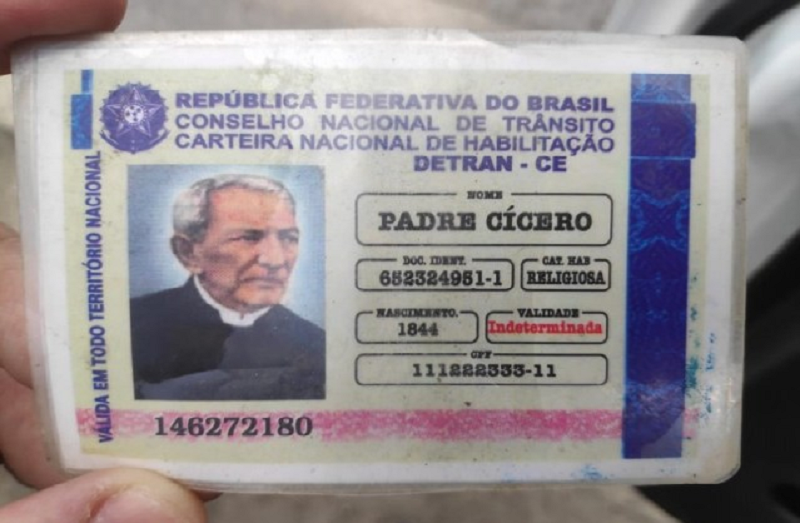 REPÚBLICA FEDERATIVA DO BRASIL
CONSELHO NACIONAL DE TRÂNSITO
CARTEIRA NACIONAL DE HABILITAÇÃO
DETRAN - CE
VÁLIDA EM TODO TERRITÓRIO NACIONAL
NOME
PADRE CÍCERO
DOC. IDENT. CAT. HAB
652324951-1 RELIGIOSA
NASCIMENTO. VALIDADE
1844 Indeterminada
CPF
111222333-11
146272180